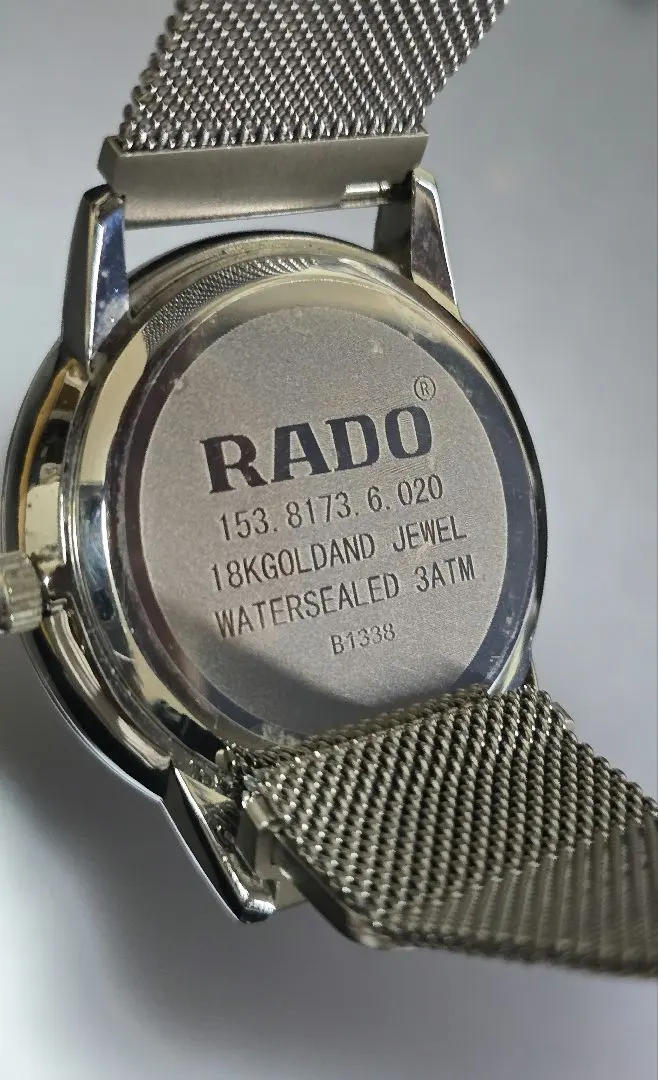 RADO®
153.8173.6.020
18KGOLDAND JEWEL
WATERSEALED 3ATM
B1338